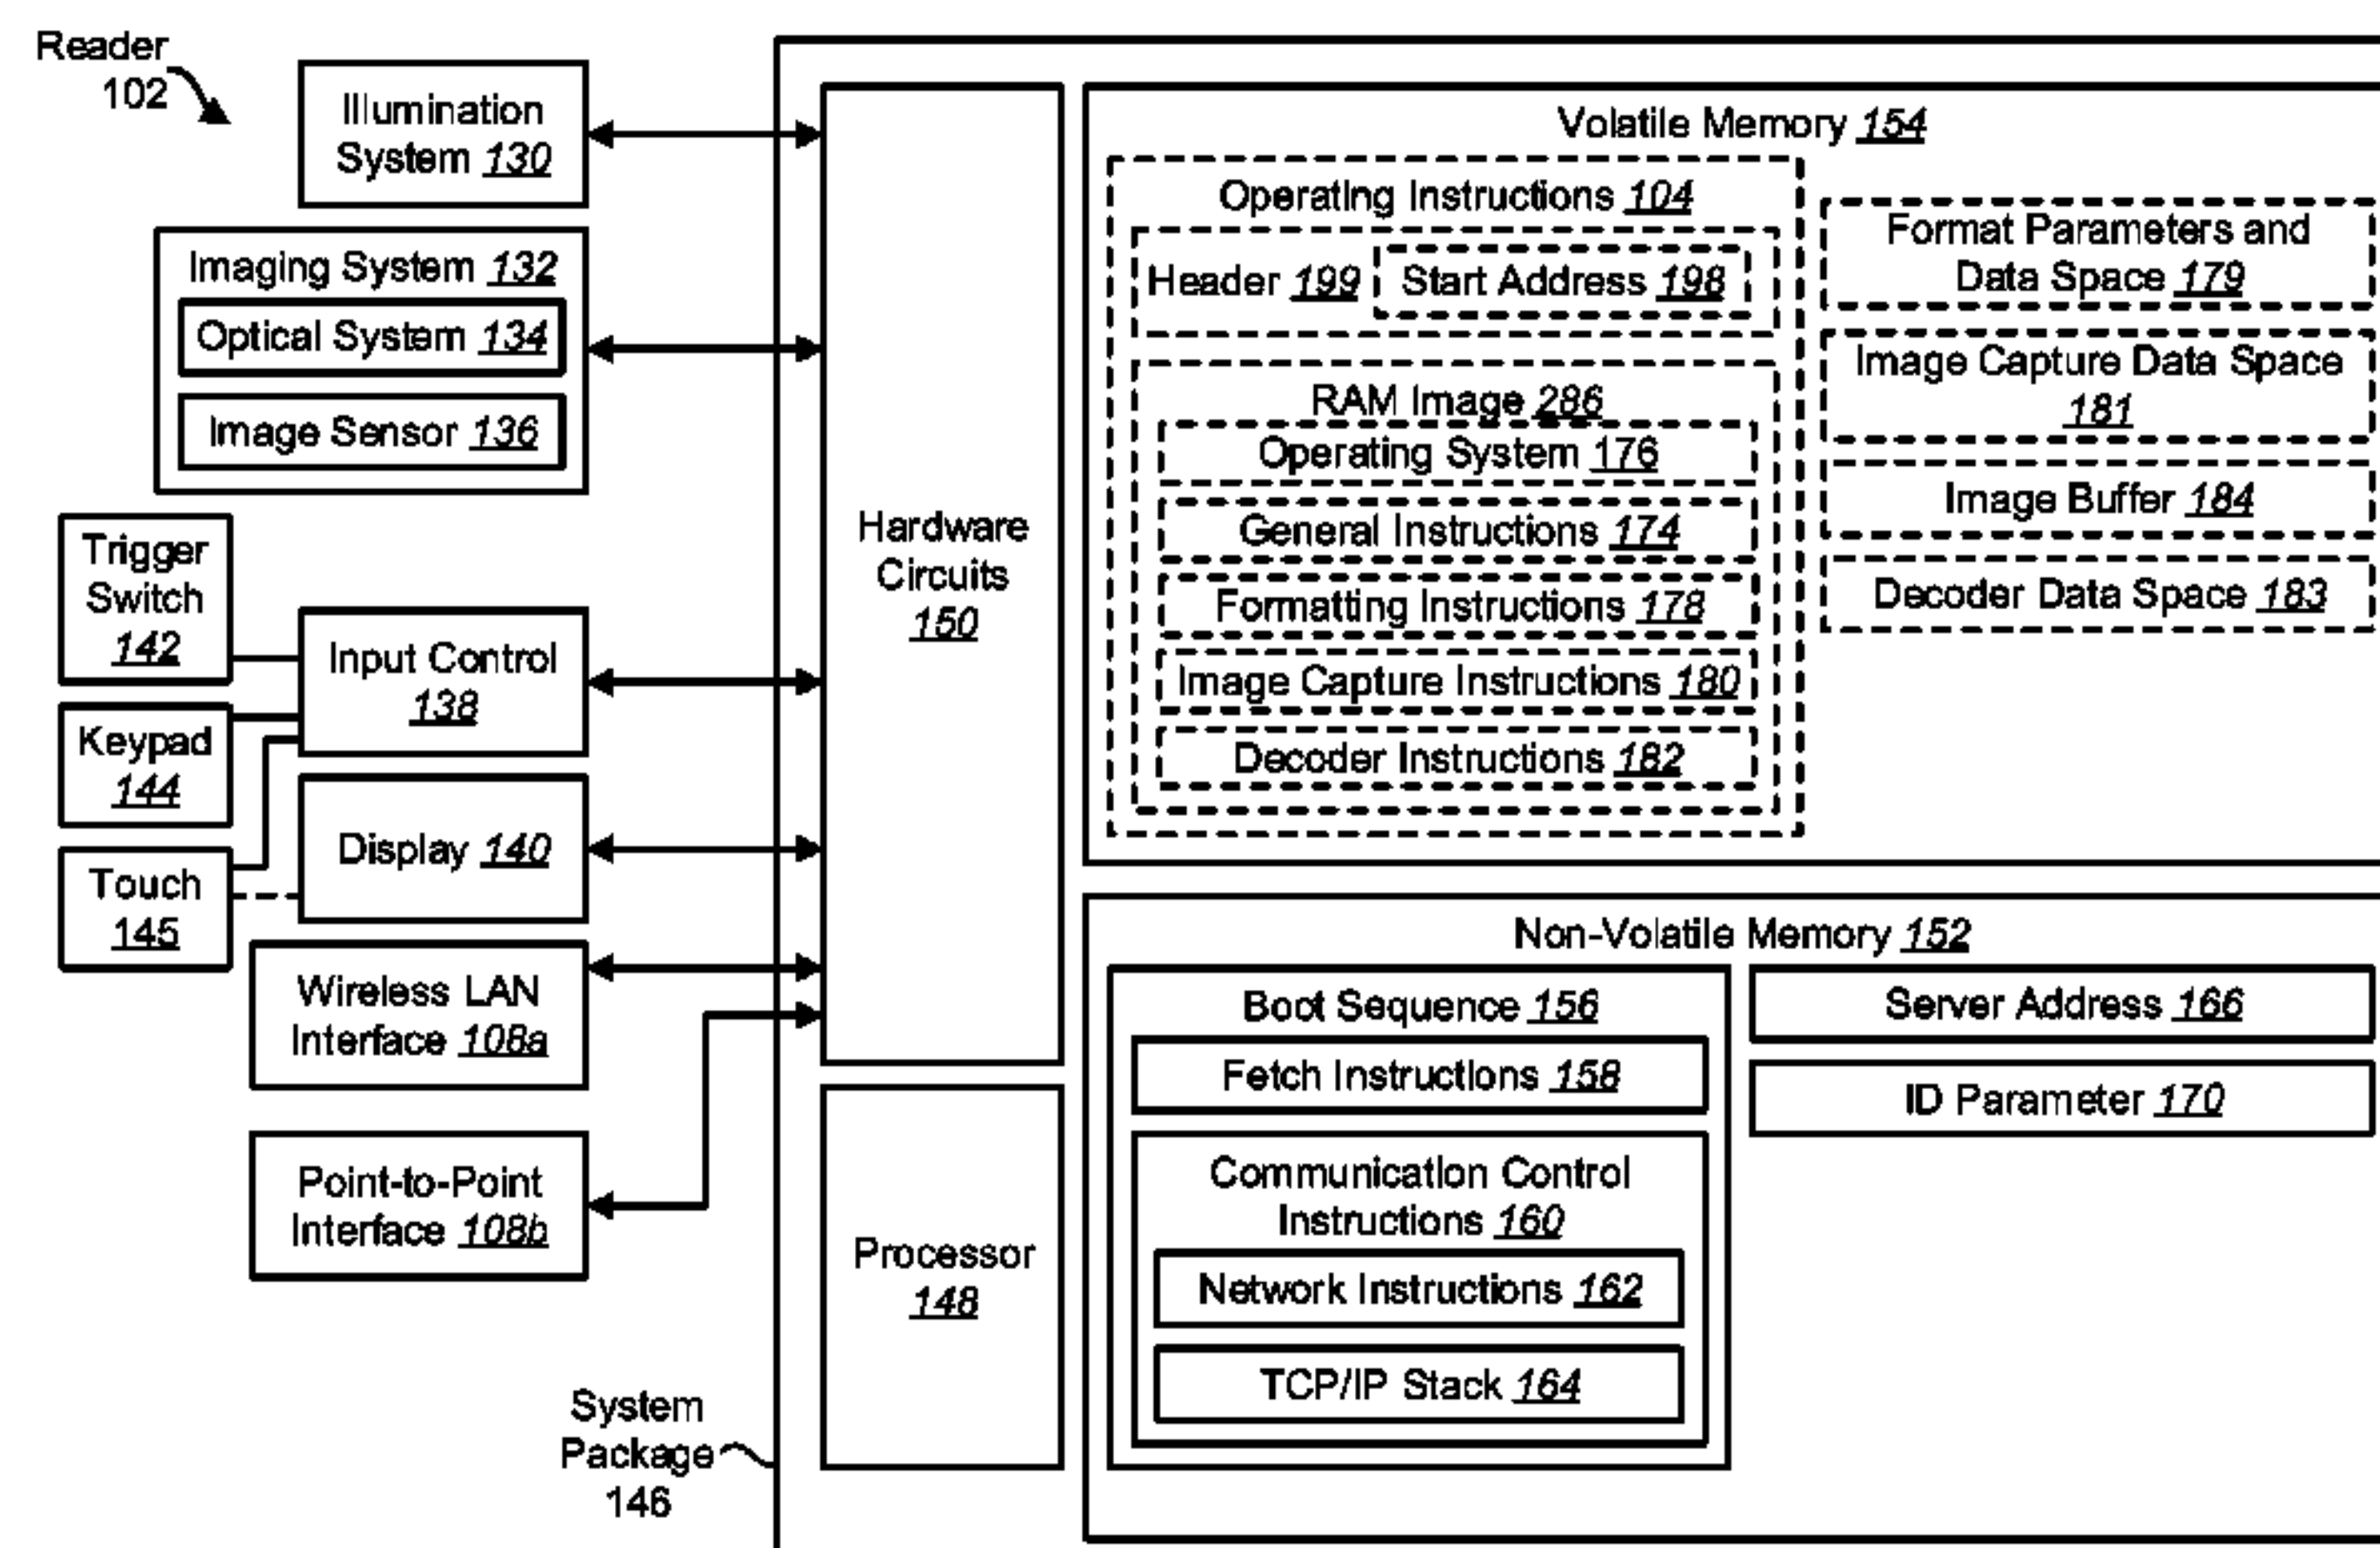 Reader
102
Illumination
System 130
Imaging System 132
Optical System 134
Image Sensor 136
Trigger
Switch
142
Keypad
144
Touch
145
Input Control
138
Display 140
Wireless LAN
Interface 108a
Point-to-Point
Interface 108b
System
Package
146
Hardware
Circuits
150
Processor
148
Volatile Memory 154
Operating Instructions 104
Header 199
Start Address 198
RAM Image 286
Operating System 176
General Instructions 174
Formatting Instructions 178
Image Capture Instructions 180
Decoder Instructions 182
Format Parameters and
Data Space 179
Image Capture Data Space
181
Image Buffer 184
Decoder Data Space 183
Non-Volatile Memory 152
Boot Sequence 156
Fetch Instructions 158
Communication Control
Instructions 160
Network Instructions 162
TCP/IP Stack 164
Server Address 166
ID Parameter 170